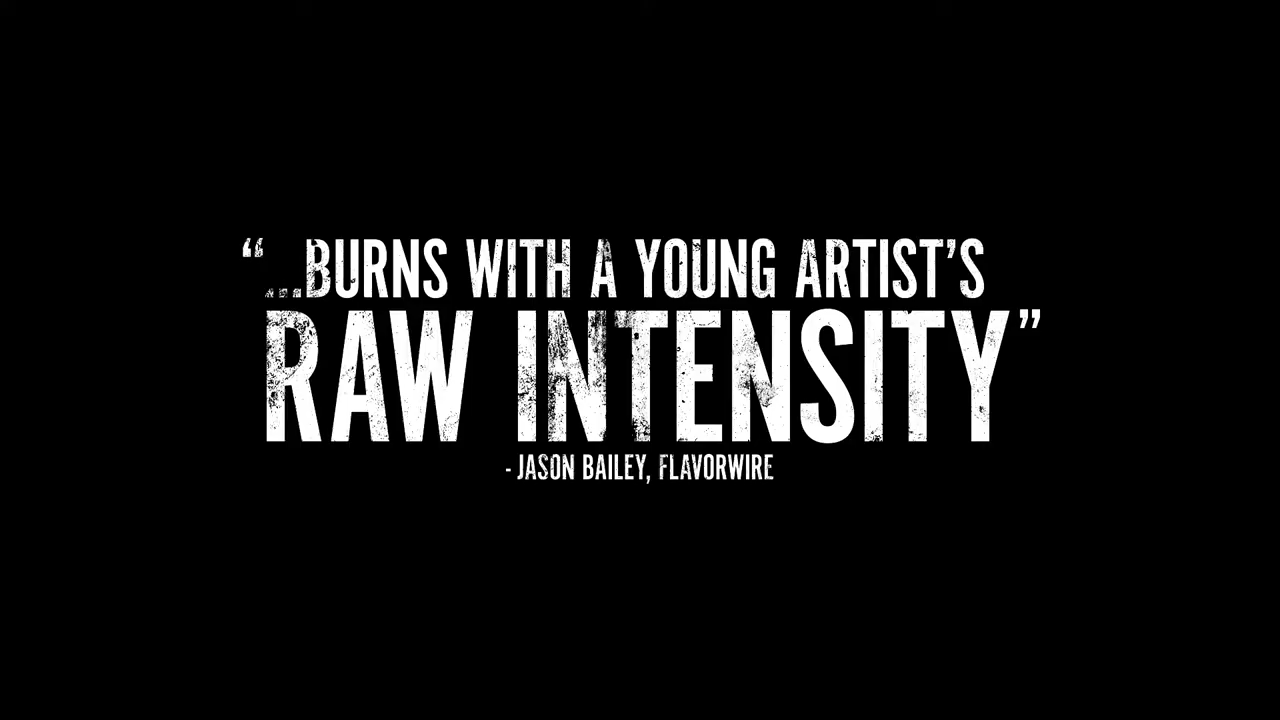 “...BURNS WITH A YOUNG ARTIST’S
RAW INTENSITY”
- JASON BAILEY, FLAVORWIRE